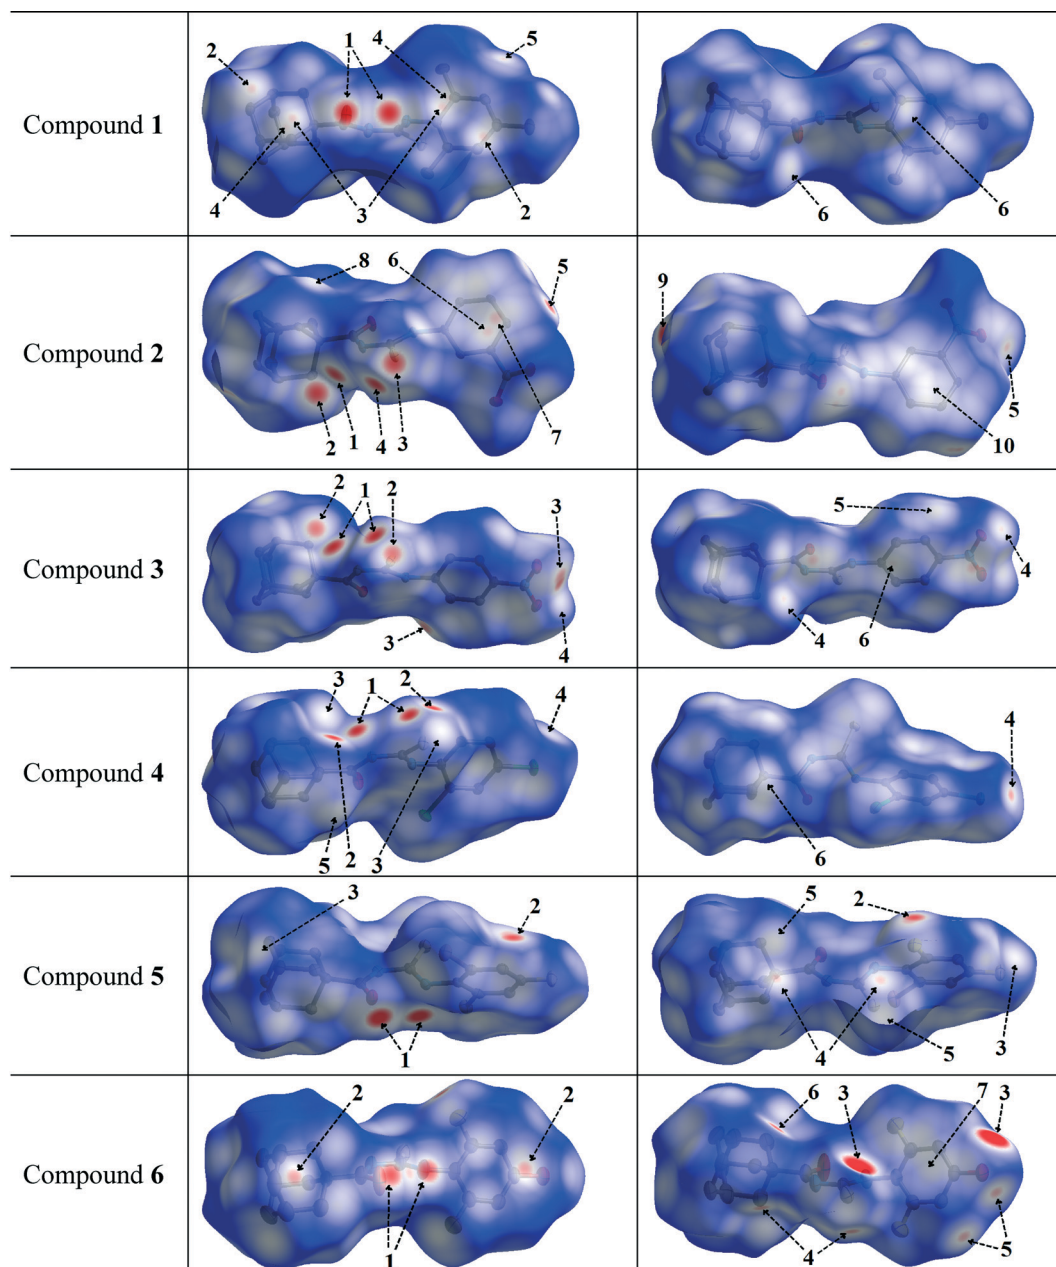 Compound 1
2 1 4 5
4 3 2
6 6
Compound 2
8 6 5
2 1 4 3 7
9
5
10
Compound 3
2 1 2 3
3 4
5
4
4 6
Compound 4
3 1 2 4
5 2 3
4
6
Compound 5
3 2
1
5 2
4 5 3
Compound 6
2 2
1
6 3 7 3
4 5